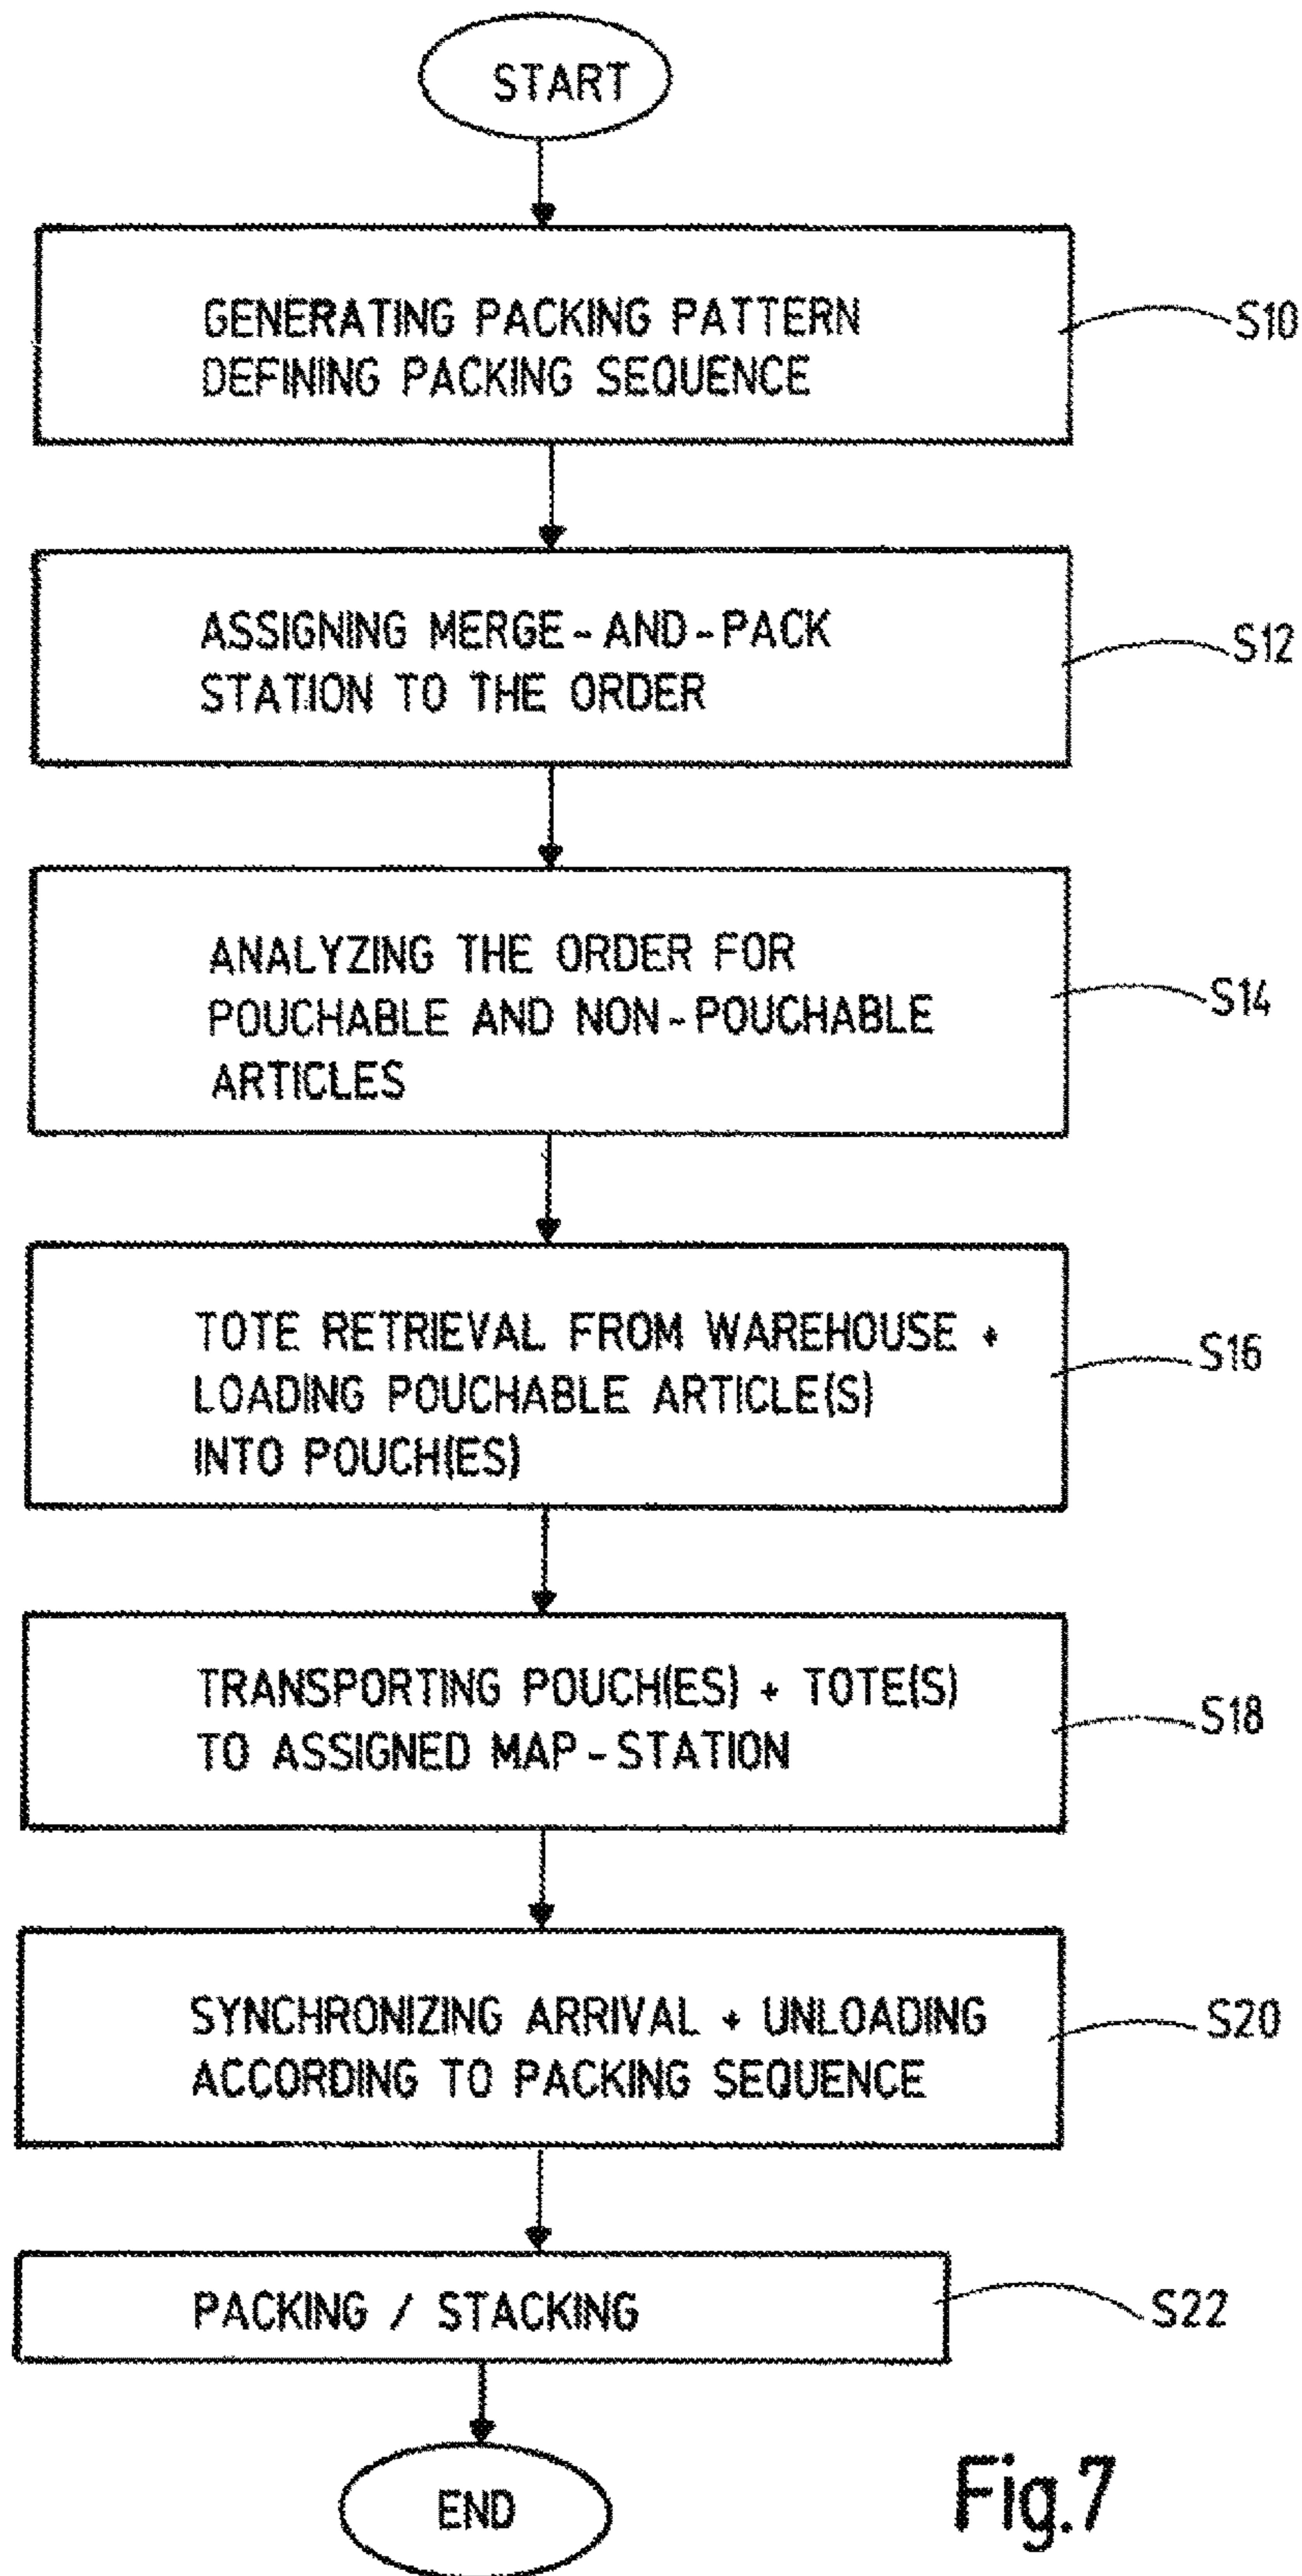 START
GENERATING PACKING PATTERN
DEFINING PACKING SEQUENCE
S10
ASSIGNING MERGE-AND-PACK
STATION TO THE ORDER
S12
ANALYZING THE ORDER FOR
POUCHABLE AND NON-POUCHABLE
ARTICLES
S14
TOTE RETRIEVAL FROM WAREHOUSE +
LOADING POUCHABLE ARTICLE(S)
INTO POUCH(ES)
S16
TRANSPORTING POUCH(ES) + TOTE(S)
TO ASSIGNED MAP-STATION
S18
SYNCHRONIZING ARRIVAL + UNLOADING
ACCORDING TO PACKING SEQUENCE
S20
PACKING / STACKING
S22
END
Fig.7